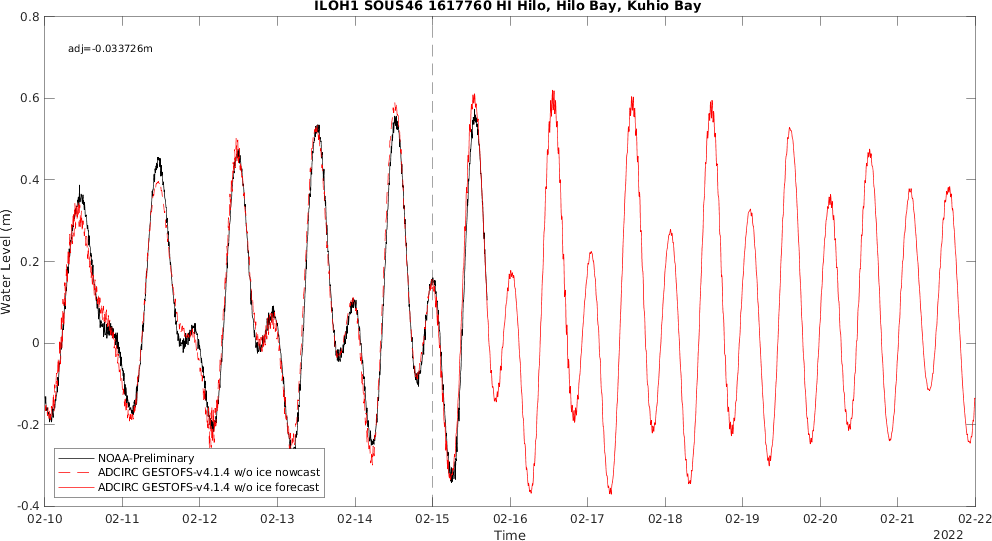 ILOH1 SOUS46 1617760 HI Hilo, Hilo Bay, Kuhio Bay
adj=-0.033726m
0.8
0.6
0.4
0.2
0
-0.2
-0.4
Water Level (m)
NOAA-Preliminary
ADCIRC GESTOFS-v4.1.4 w/o ice nowcast
ADCIRC GESTOFS-v4.1.4 w/o ice forecast
02-10 02-11 02-12 02-13 02-14 02-15 02-16 02-17 02-18 02-19 02-20 02-21 02-22
Time
2022